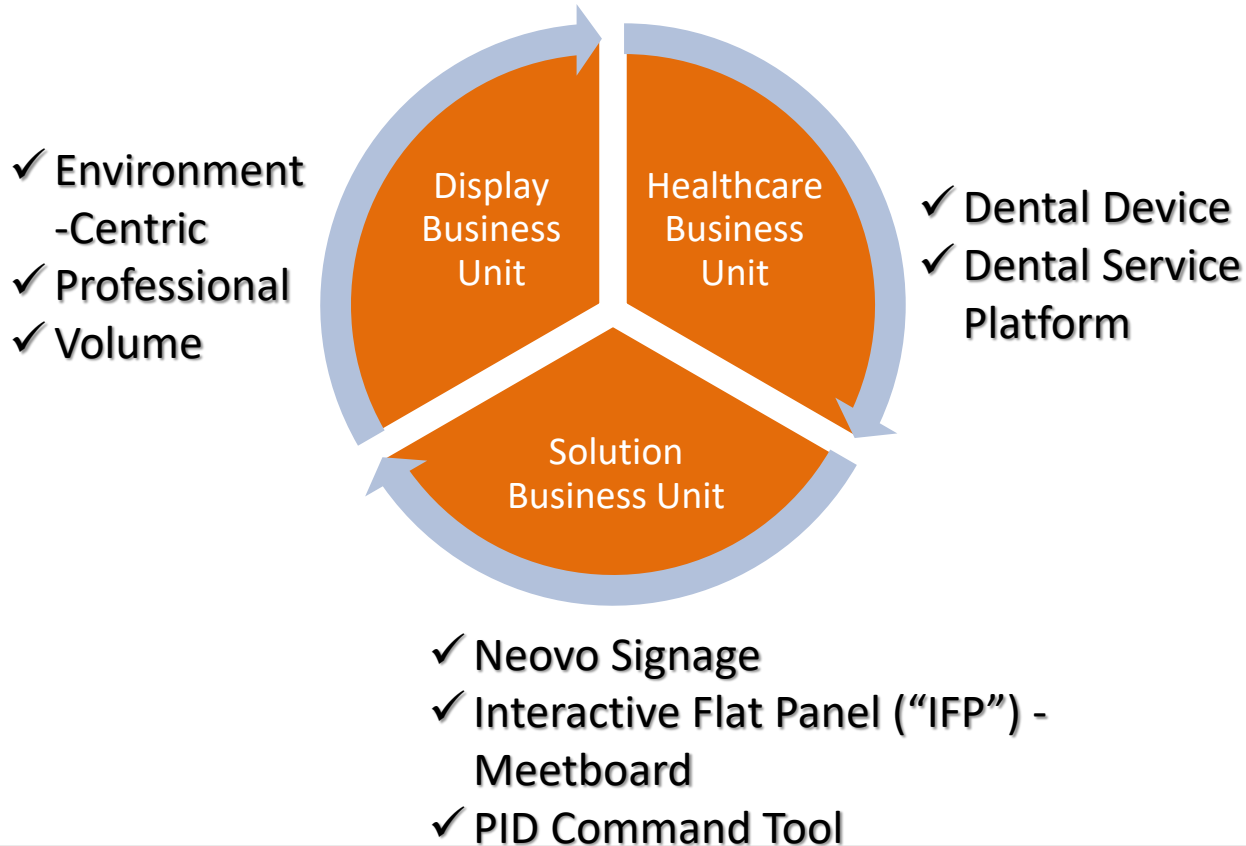 ✓ Environment
-Centric
✓ Professional
✓ Volume
Display
Business
Unit
Healthcare
Business
Unit
✓ Dental Device
✓ Dental Service
Platform
Solution
Business Unit
✓ Neovo Signage
✓ Interactive Flat Panel (“IFP”) -
Meetboard
✓ PID Command Tool